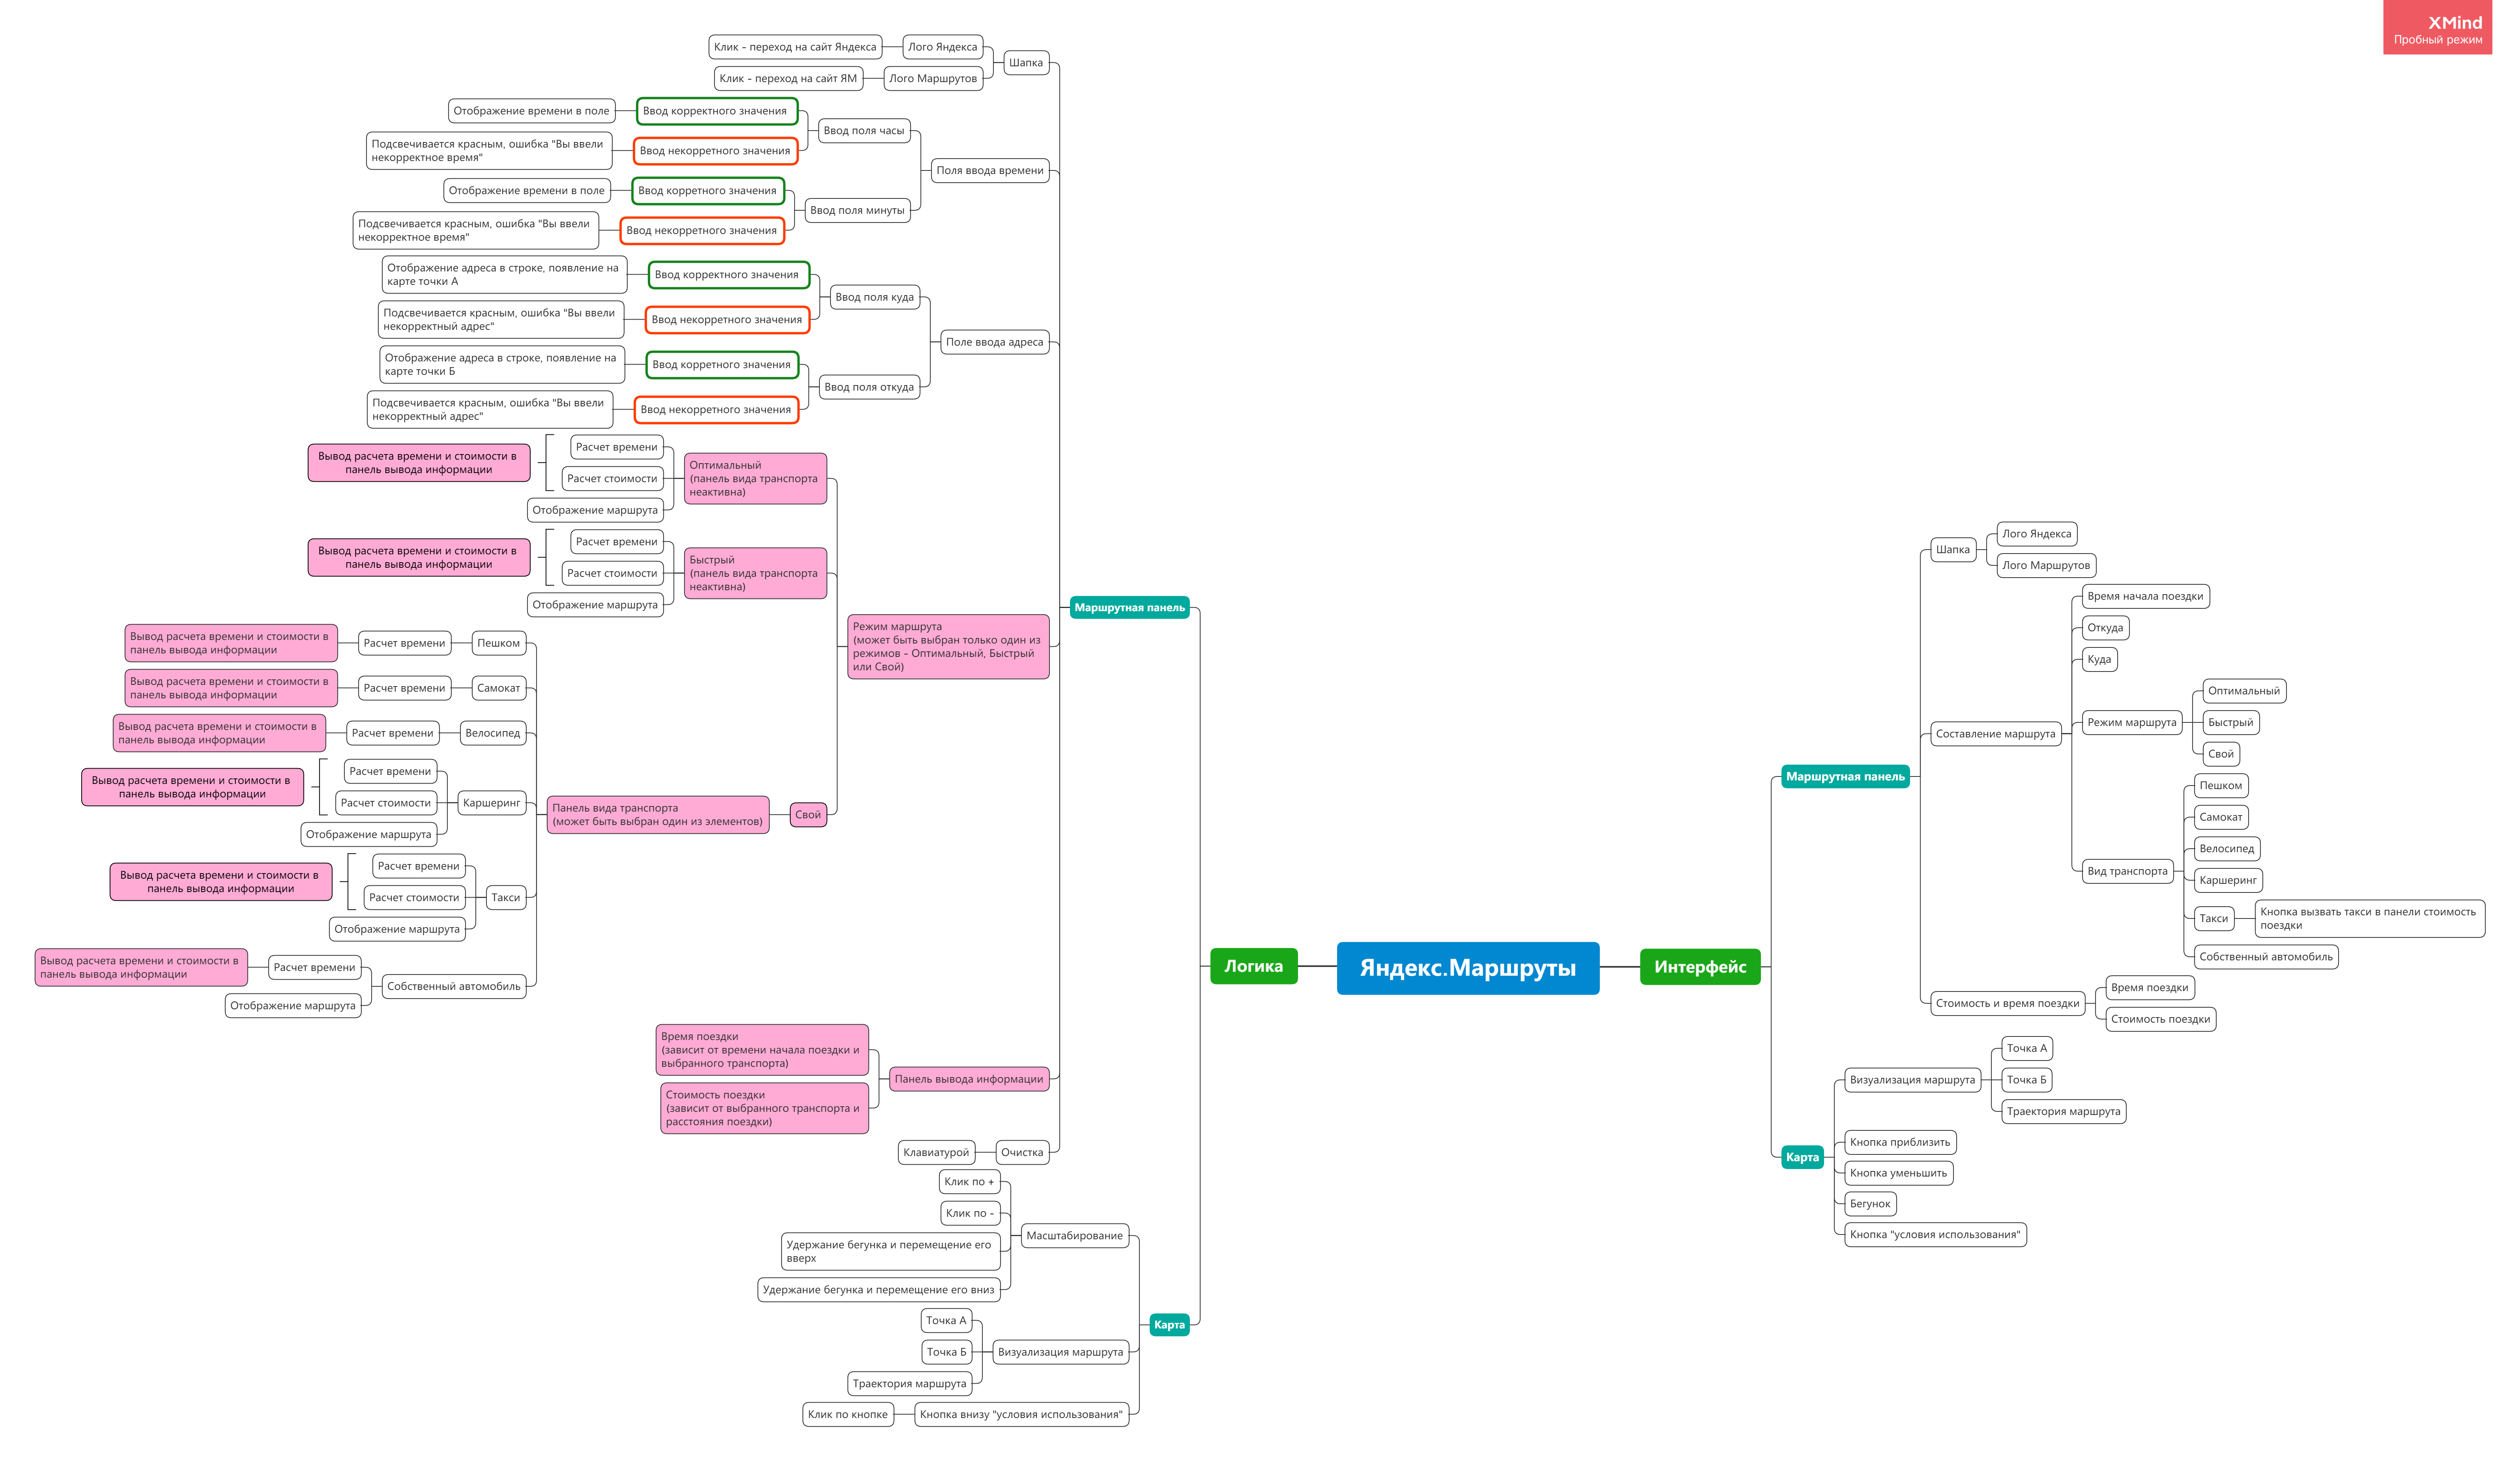 XMind
Пробный режим
Клик - переход на сайт Яндекса
Лого Яндекса
Шапка
Клик - переход на сайт ЯМ
Лого Маршрутов
Отображение времени в поле
Ввод корректного значения
Ввод поля часы
Подсвечивается красным, ошибка "Вы ввели
некорректное время"
Ввод некорретного значения
Поля ввода времени
Отображение времени в поле
Ввод корретного значения
Ввод поля минуты
Подсвечивается красным, ошибка "Вы ввели
некорректное время"
Ввод некорретного значения
Отображение адреса в строке, появление на
карте точки А
Ввод корректного значения
Ввод поля куда
Подсвечивается красным, ошибка "Вы ввели
некорректный адрес"
Ввод некорретного значения
Поле ввода адреса
Отображение адреса в строке, появление на
карте точки Б
Ввод корретного значения
Ввод поля откуда
Подсвечивается красным, ошибка "Вы ввели
некорректный адрес"
Ввод некорретного значения
Вывод расчета времени и стоимости в
панель вывода информации
Расчет времени
Расчет стоимости
Отображение маршрута
Оптимальный
(панель вида транспорта
неактивна)
Вывод расчета времени и стоимости в
панель вывода информации
Расчет времени
Расчет стоимости
Отображение маршрута
Быстрый
(панель вида транспорта
неактивна)
Режим маршрута
(может быть выбран только один из
режимов - Оптимальный, Быстрый
или Свой)
Маршрутная панель
Вывод расчета времени и стоимости в
панель вывода информации
Расчет времени
Пешком
Вывод расчета времени и стоимости в
панель вывода информации
Расчет времени
Самокат
Вывод расчета времени и стоимости в
панель вывода информации
Расчет времени
Велосипед
Вывод расчета времени и стоимости в
панель вывода информации
Расчет времени
Расчет стоимости
Отображение маршрута
Каршеринг
Панель вида транспорта
(может быть выбран один из элементов)
Свой
Вывод расчета времени и стоимости в
панель вывода информации
Расчет времени
Расчет стоимости
Отображение маршрута
Такси
Вывод расчета времени и стоимости в
панель вывода информации
Расчет времени
Отображение маршрута
Собственный автомобиль
Время поездки
(зависит от времени начала поездки и
выбранного транспорта)
Стоимость поездки
(зависит от выбранного транспорта и
расстояния поездки)
Панель вывода информации
Клавиатурой
Очистка
Клик по +
Клик по -
Удержание бегунка и перемещение его
вверх
Удержание бегунка и перемещение его вниз
Масштабирование
Точка А
Точка Б
Траектория маршрута
Визуализация маршрута
Карта
Клик по кнопке
Кнопка внизу "условия использования"
Логика
Яндекс.Маршруты
Интерфейс
Маршрутная панель
Шапка
Лого Яндекса
Лого Маршрутов
Составление маршрута
Время начала поездки
Откуда
Куда
Режим маршрута
Оптимальный
Быстрый
Свой
Вид транспорта
Пешком
Самокат
Велосипед
Каршеринг
Такси
Кнопка вызвать такси в панели стоимость
поездки
Собственный автомобиль
Стоимость и время поездки
Время поездки
Стоимость поездки
Карта
Визуализация маршрута
Точка А
Точка Б
Траектория маршрута
Кнопка приблизить
Кнопка уменьшить
Бегунок
Кнопка "условия использования"